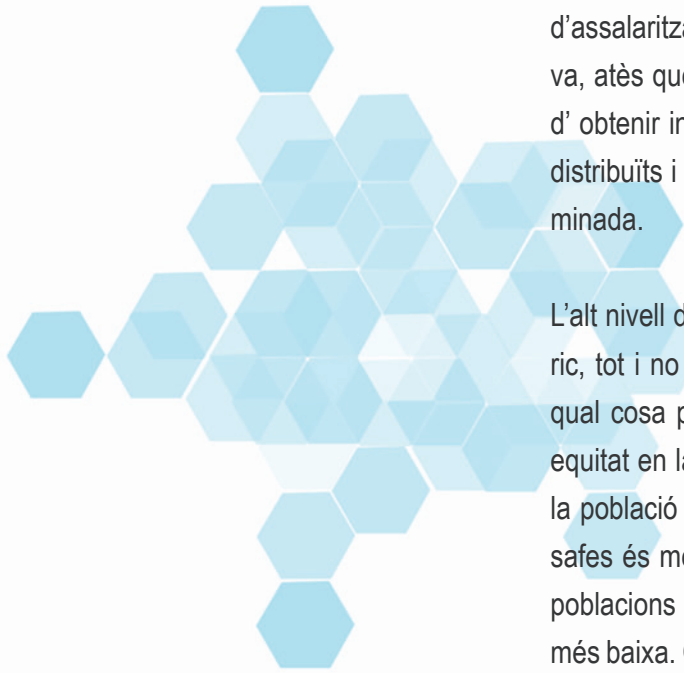 d’assalaritza
va, atès que
d’ obtenir in
distribuïts i
minada.
L’alt nivell d
ric, tot i no
qual cosa p
equitat en la
la població
safes és me
poblacions
més baixa.